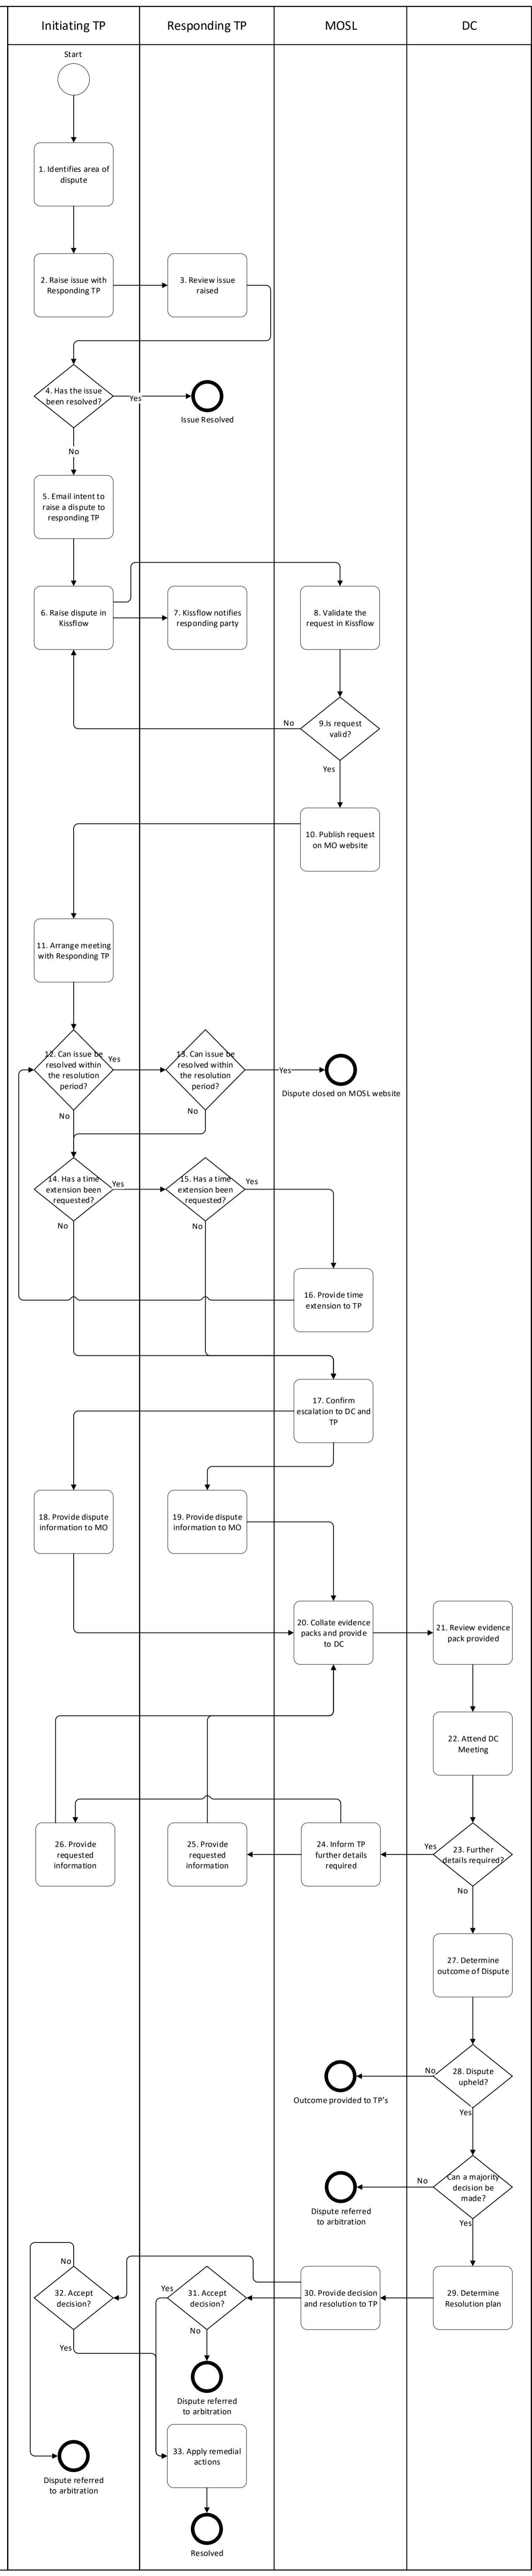 Initiating TP
Responding TP
MOSL
DC
Start
1. Identifies area of
dispute
2. Raise issue with
Responding TP
3. Review issue
raised
4. Has the issue
been resolved?
Yes
Issue Resolved
No
5. Email intent to
raise a dispute to
responding TP
6. Raise dispute in
Kissflow
7. Kissflow notifies
responding party
8. Validate the
request in Kissflow
9.Is request
valid?
No
Yes
10. Publish request
on MO website
11. Arrange meeting
with Responding TP
12. Can issue be
resolved within
the resolution
period?
Yes
No
13. Can issue be
resolved within
the resolution
period?
Yes
No
Dispute closed on MOSL website
14. Has a time
extension been
requested?
Yes
No
15. Has a time
extension been
requested?
Yes
No
16. Provide time
extension to TP
17. Confirm
escalation to DC and
TP
18. Provide dispute
information to MO
19. Provide dispute
information to MO
20. Collate evidence
packs and provide
to DC
21. Review evidence
pack provided
22. Attend DC
Meeting
26. Provide
requested
information
25. Provide
requested
information
24. Inform TP
further details
required
Yes
23. Further
details required?
No
27. Determine
outcome of Dispute
No
28. Dispute
upheld?
Yes
Outcome provided to TP's
No
Can a majority
decision be
made?
Yes
Dispute referred
to arbitration
No
32. Accept
decision?
Yes
Yes
31. Accept
decision?
No
30. Provide decision
and resolution to TP
29. Determine
Resolution plan
Dispute referred
to arbitration
33. Apply remedial
actions
Dispute referred
to arbitration
Resolved